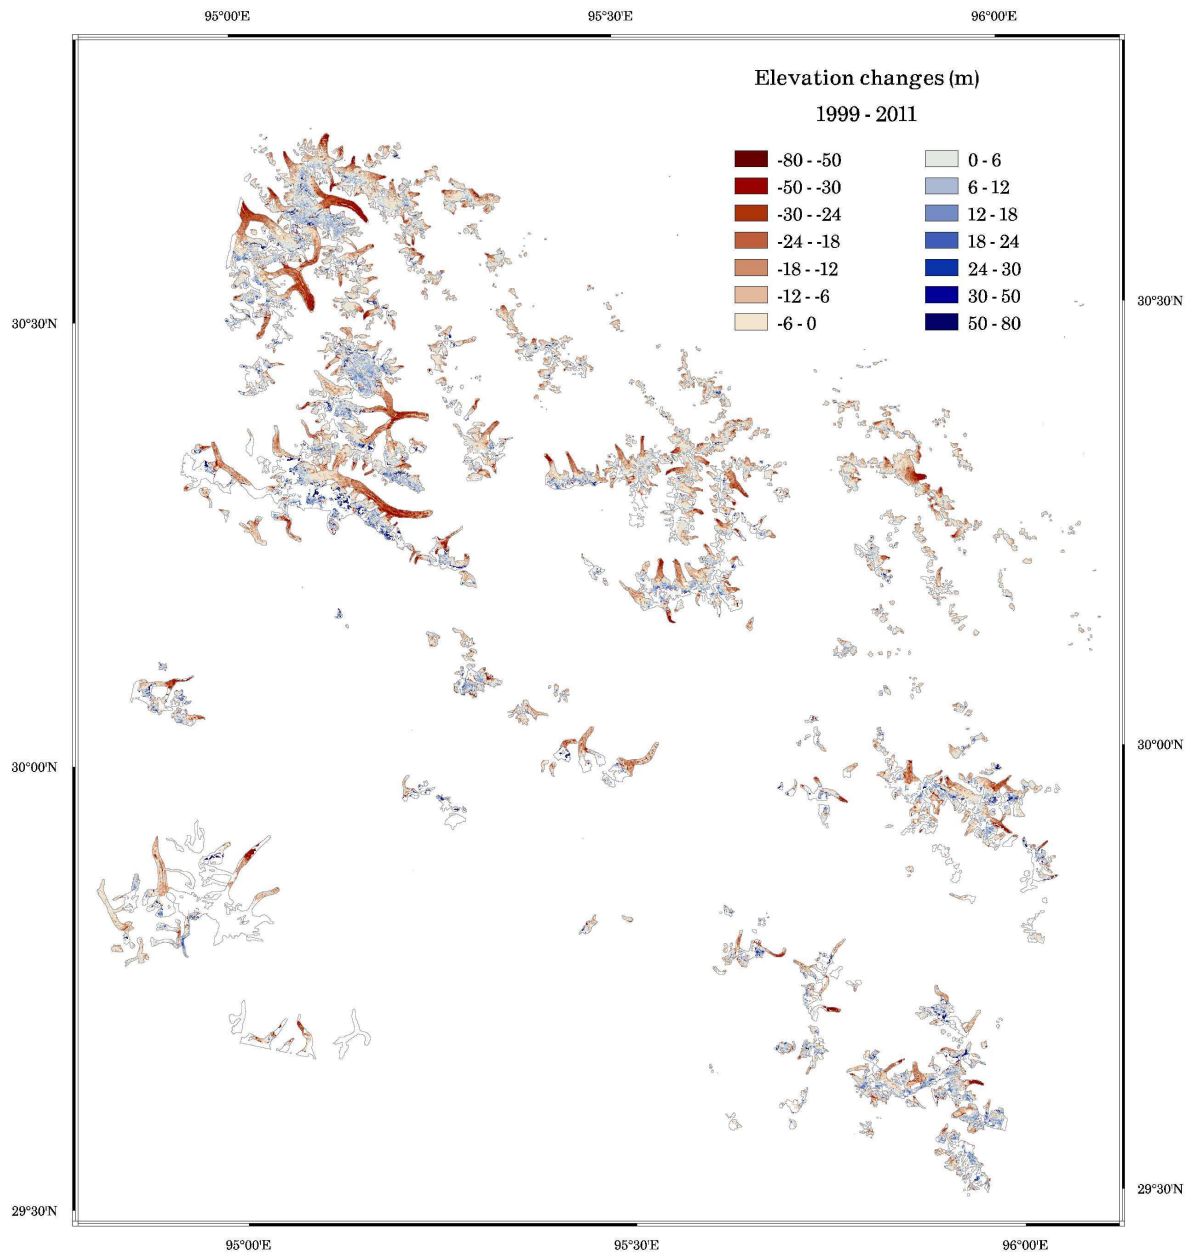 95°00'E 95°30'E 96°00'E
Elevation changes (m)
1999 - 2011
-80 - -50 0 - 6
-50 - -30 6 - 12
-30 - -24 12 - 18
-24 - -18 18 - 24
-18 - -12 24 - 30
-12 - -6 30 - 50
-6 - 0 50 - 80
30°30'N 30°30'N
30°00'N 30°00'N
29°30'N 29°30'N
95°00'E 95°30'E 96°00'E